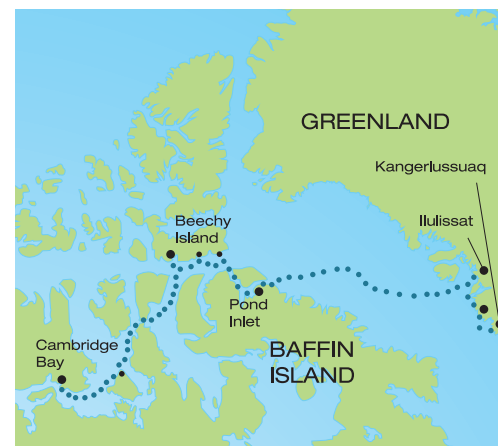 GREENLAND
Kangerlussuaq
Ilulissat
Beechy
Island
Pond
Inlet
Cambridge
Bay
BAFFIN
ISLAND